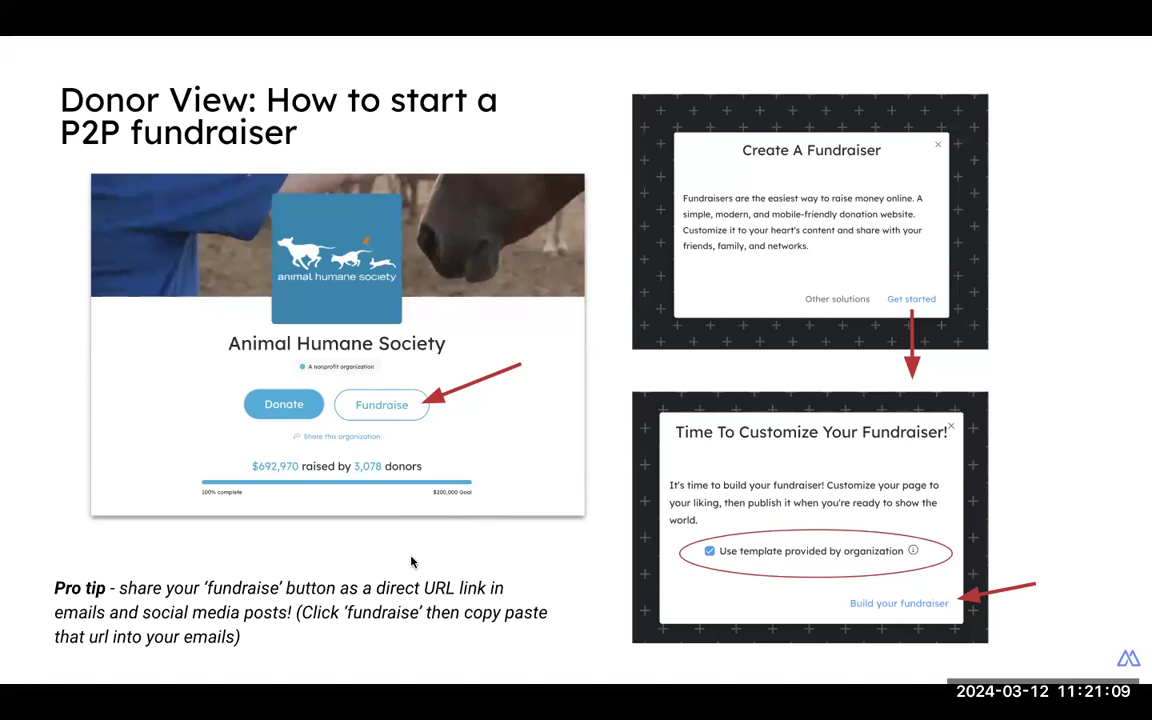 Donor View: How to start a
P2P fundraiser
animal humane society
Animal Humane Society
A nonprofit organization
Donate
Fundraise
Share this organization
$692,970 raised by 3,078 donors
100% complete
$200,000 Goal
Pro tip - share your ‘fundraise’ button as a direct URL link in
emails and social media posts! (Click ‘fundraise’ then copy paste
that url into your emails)
Create A Fundraiser
Fundraisers are the easiest way to raise money online. A
simple, modern, and mobile-friendly donation website.
Customize it to your heart's content and share with your
friends, family, and networks.
Other solutions
Get started
Time To Customize Your Fundraiser!
It's time to build your fundraiser! Customize your page to
your liking, then publish it when you're ready to show the
world.
Use template provided by organization
Build your fundraiser
2024-03-12 11:21:09